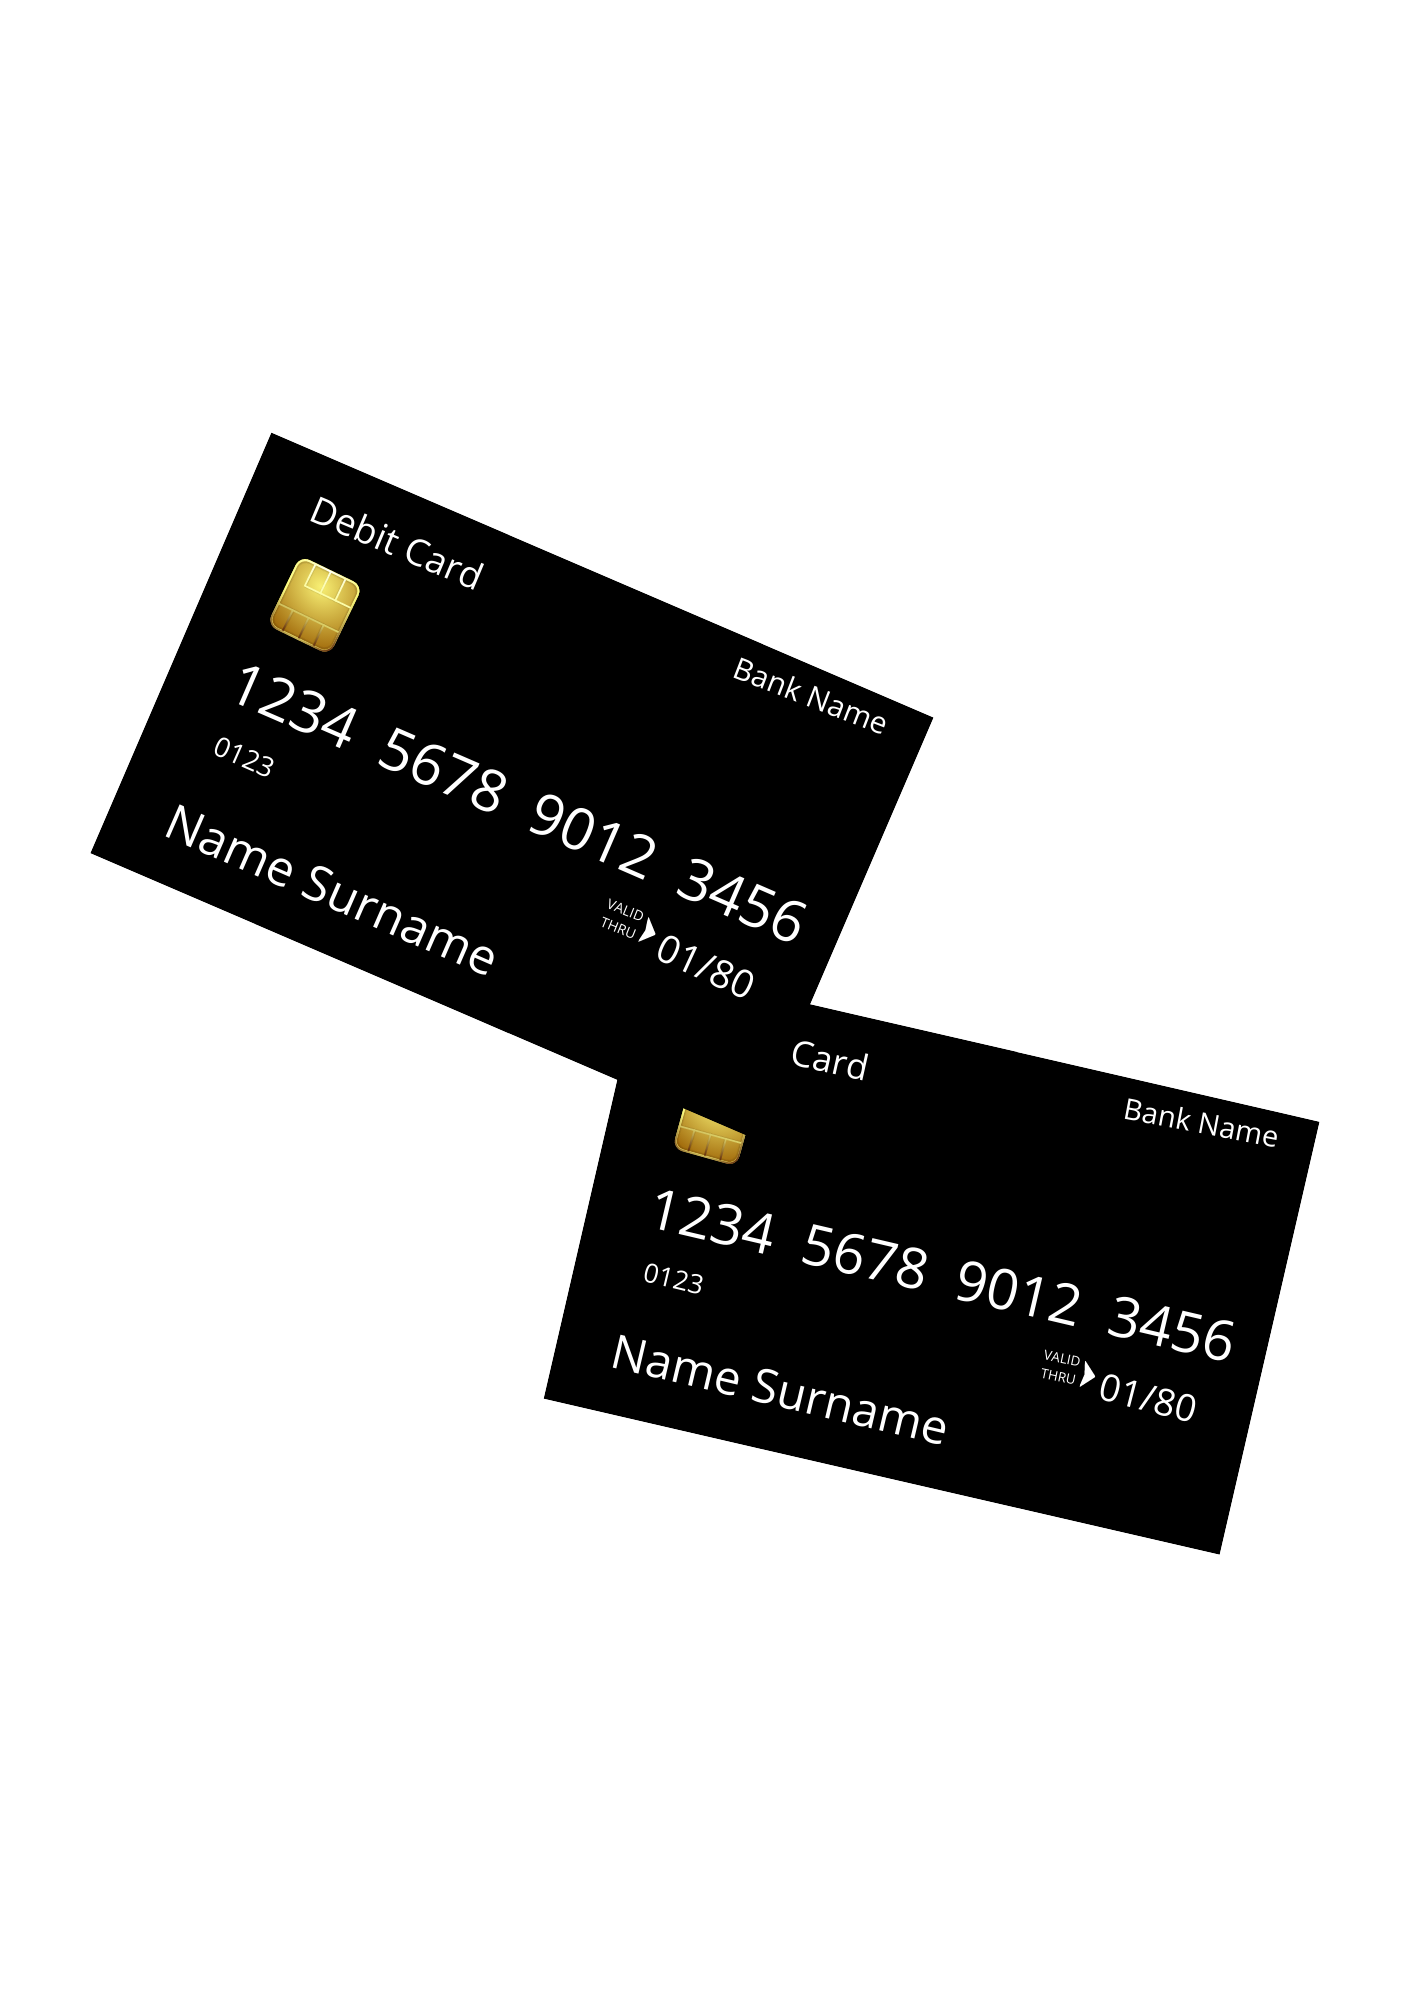 Debit Card
Bank Name
1234 5678 9012 3456
0123
VALID
THRU
01/80
Name Surname
Card
Bank Name
1234 5678 9012 3456
0123
VALID
THRU
01/80
Name Surname